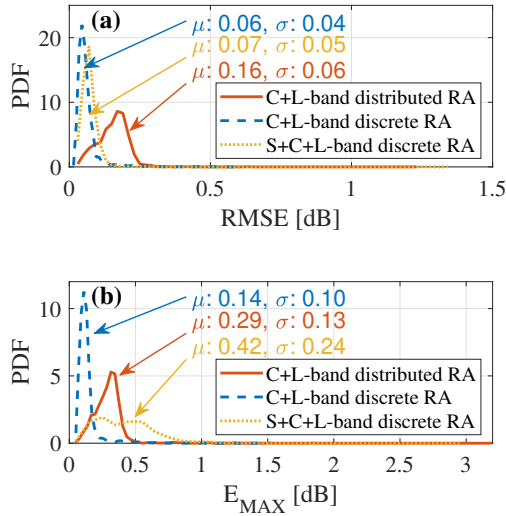 (a)
μ: 0.06, σ: 0.04
μ: 0.07, σ: 0.05
μ: 0.16, σ: 0.06
C+L-band distributed RA
C+L-band discrete RA
S+C+L-band discrete RA
PDF
20
10
0
0
0.5
1
1.5
RMSE [dB]
(b)
μ: 0.14, σ: 0.10
μ: 0.29, σ: 0.13
μ: 0.42, σ: 0.24
C+L-band distributed RA
C+L-band discrete RA
S+C+L-band discrete RA
PDF
10
5
0
0
0.5
1
1.5
2
2.5
3
E_MAX [dB]